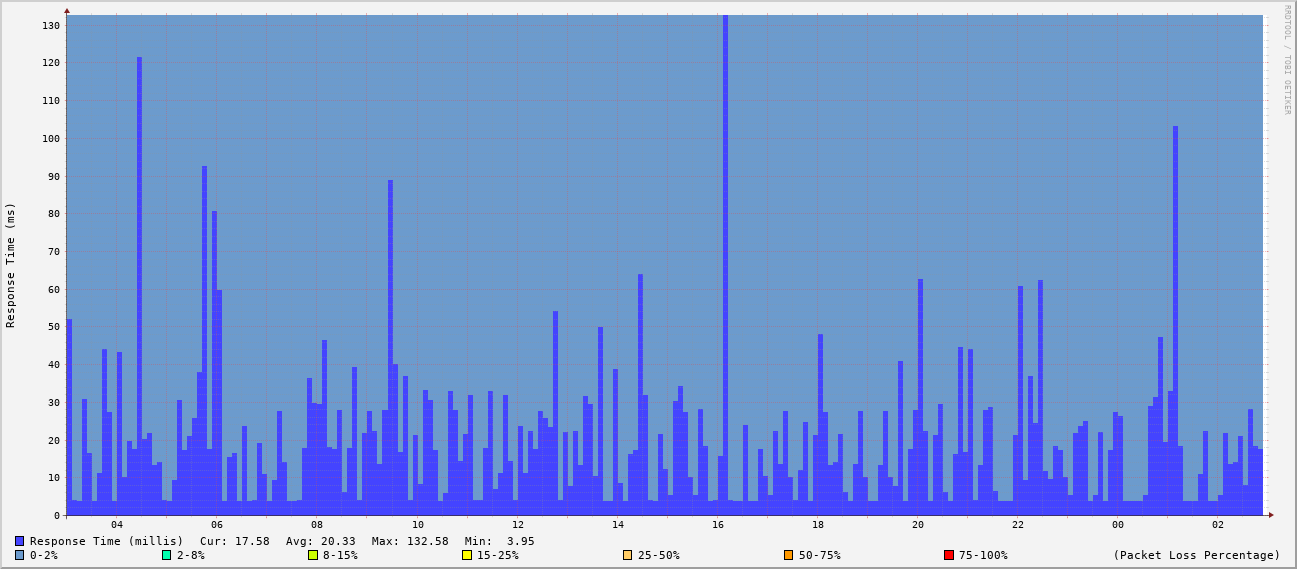 RRDTOOL / TOBI OETIKER
Response Time (ms)
130
120
110
100
90
80
70
60
50
40
30
20
10
0
04 06 08 10 12 14 16 18 20 22 00 02
Response Time (millis) Cur: 17.58 Avg: 20.33 Max: 132.58 Min: 3.95
0-2% 2-8% 8-15% 15-25% 25-50% 50-75% 75-100% (Packet Loss Percentage)